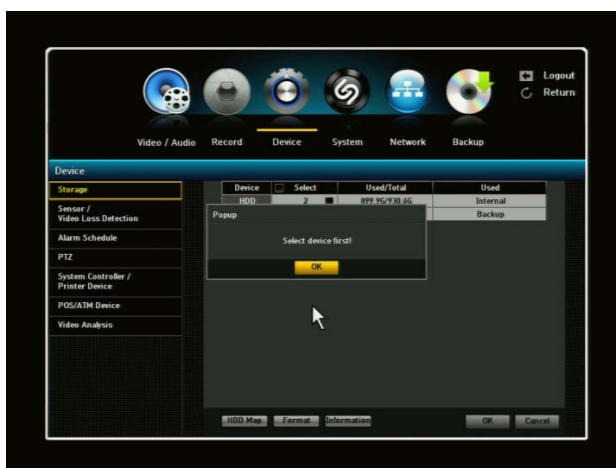 Logout
Return
Video / Audio Record Device System Network Backup
Device
Storage
Sensor /
Video Loss Detection
Alarm Schedule
PTZ
System Controller /
Printer Device
POS/ATM Device
Video Analysis
Device Select Used/Total Used
HDD 2 899.9G/930.6G Internal
Backup
Popup
Select device first!
OK
HDD Map Format Information OK Cancel